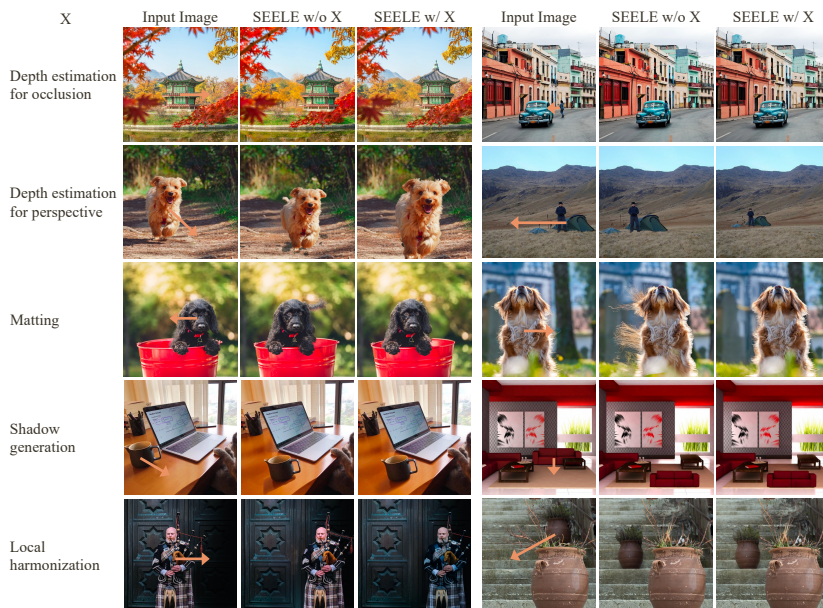 X Input Image SEELE w/o X SEELE w/ X Input Image SEELE w/o X SEELE w/ X
Depth estimation
for occlusion
Depth estimation
for perspective
Matting
Shadow
generation
Local
harmonization